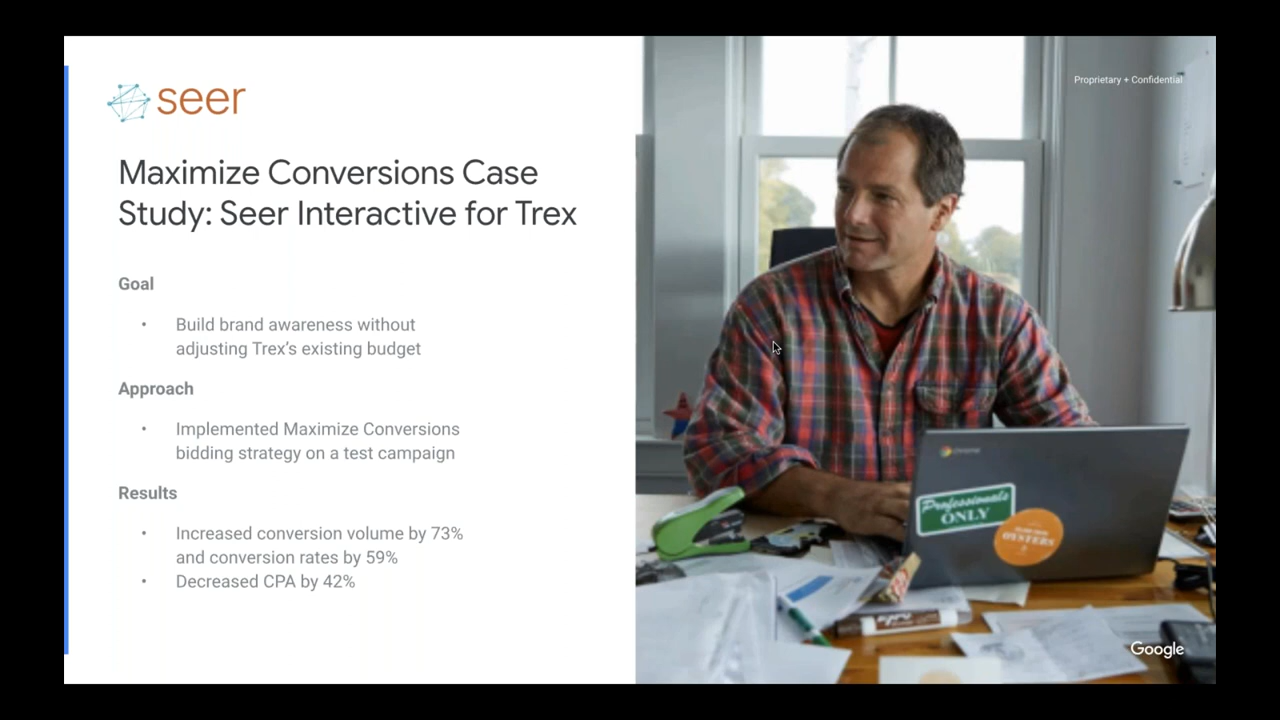 seer
Proprietary + Confidential
Maximize Conversions Case
Study: Seer Interactive for Trex
Goal
• Build brand awareness without
adjusting Trex's existing budget
Approach
• Implemented Maximize Conversions
bidding strategy on a test campaign
Results
• Increased conversion volume by 73%
and conversion rates by 59%
• Decreased CPA by 42%
chrome
Professionals
ONLY
OYSTERS
Google